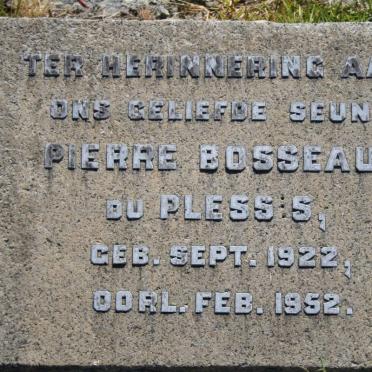 TER HERINNERING AA
ONS GELIEFDE SEUN
PIERRE BOSSEAU
DU PLESSIS,
GEB. SEPT. 1922,
OORL. FEB. 1952.